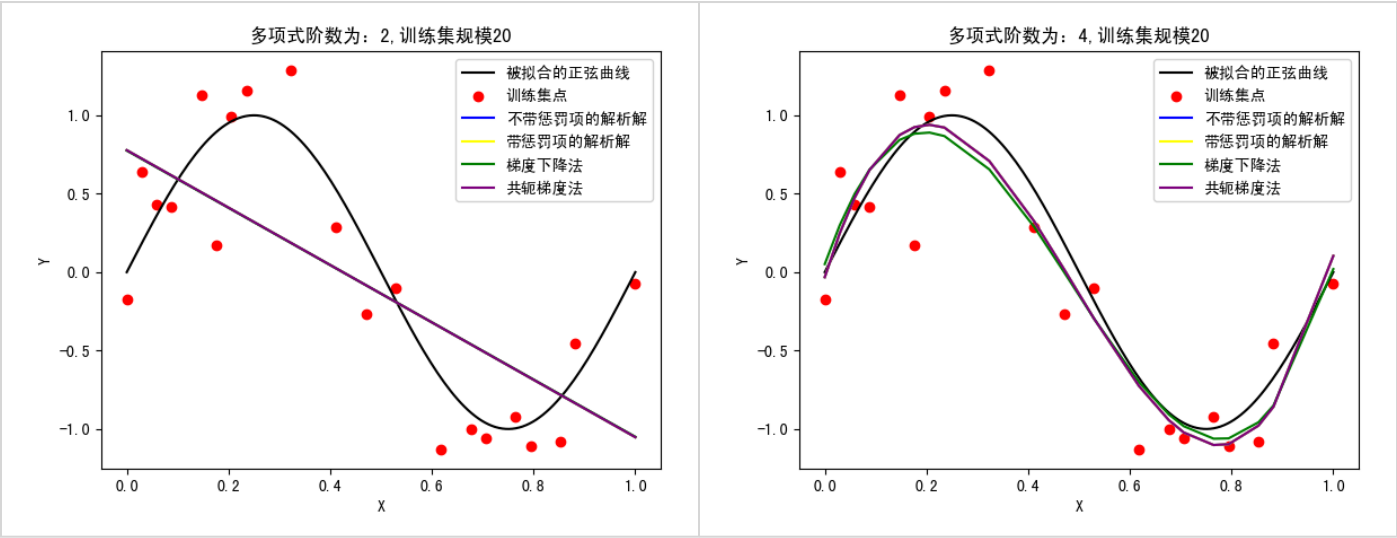 多项式阶数为: 2,训练集规模20
被拟合的正弦曲线
训练集点
不带惩罚项的解析解
带惩罚项的解析解
梯度下降法
共轭梯度法
1.0
0.5
0.0
-0.5
-1.0
Y
0.0 0.2 0.4 0.6 0.8 1.0
X
多项式阶数为: 4,训练集规模20
被拟合的正弦曲线
训练集点
不带惩罚项的解析解
带惩罚项的解析解
梯度下降法
共轭梯度法
1.0
0.5
0.0
-0.5
-1.0
Y
0.0 0.2 0.4 0.6 0.8 1.0
X